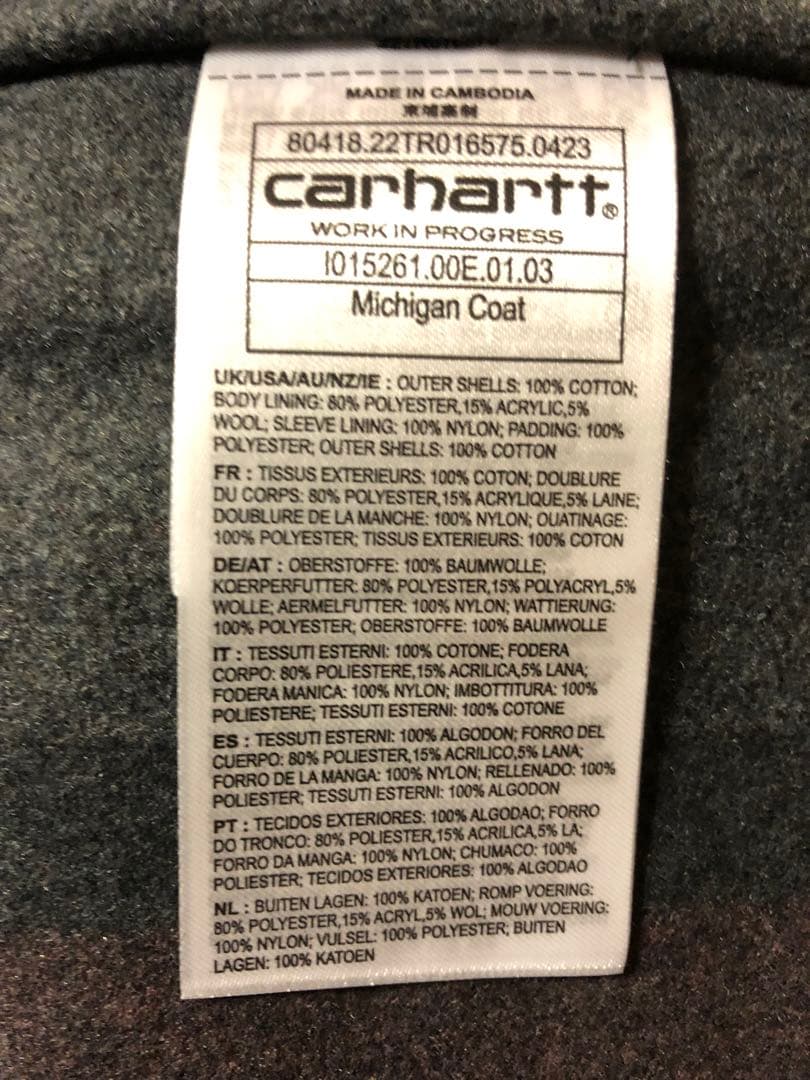 MADE IN CAMBODIA
柬埔寨制
80418.22TR016575.0423
carhartt®
WORK IN PROGRESS
I015261.00E.01.03
Michigan Coat
UK/USA/AU/NZ/IE : OUTER SHELLS: 100% COTTON;
BODY LINING: 80% POLYESTER,15% ACRYLIC,5%
WOOL; SLEEVE LINING: 100% NYLON; PADDING: 100%
POLYESTER; OUTER SHELLS: 100% COTTON
FR : TISSUS EXTERIEURS: 100% COTON; DOUBLURE
DU CORPS: 80% POLYESTER,15% ACRYLIQUE,5% LAINE;
DOUBLURE DE LA MANCHE: 100% NYLON; OUATINAGE:
100% POLYESTER; TISSUS EXTERIEURS: 100% COTON
DE/AT : OBERSTOFFE: 100% BAUMWOLLE;
KOERPERFUTTER: 80% POLYESTER,15% POLYACRYL,5%
WOLLE; AERMELFUTTER: 100% NYLON; WATTIERUNG:
100% POLYESTER; OBERSTOFFE: 100% BAUMWOLLE
IT : TESSUTI ESTERNI: 100% COTONE; FODERA
CORPO: 80% POLIESTERE,15% ACRILICA,5% LANA;
FODERA MANICA: 100% NYLON; IMBOTTITURA: 100%
POLIESTERE; TESSUTI ESTERNI: 100% COTONE
ES : TESSUTI ESTERNI: 100% ALGODON; FORRO DEL
CUERPO: 80% POLIESTER,15% ACRILICO,5% LANA;
FORRO DE LA MANGA: 100% NYLON; RELLENADO: 100%
POLIESTER; TESSUTI ESTERNI: 100% ALGODON
PT : TECIDOS EXTERIORES: 100% ALGODAO; FORRO
DO TRONCO: 80% POLYESTER,15% ACRILICA,5% LA;
FORRO DA MANGA: 100% NYLON; CHUMACO: 100%
POLIESTER; TECIDOS EXTERIORES: 100% ALGODAO
NL : BUITEN LAGEN: 100% KATOEN; ROMP VOERING:
80% POLYESTER,15% ACRYL,5% WOL; MOUW VOERING:
100% NYLON; VULSEL: 100% POLYESTER; BUITEN
LAGEN: 100% KATOEN